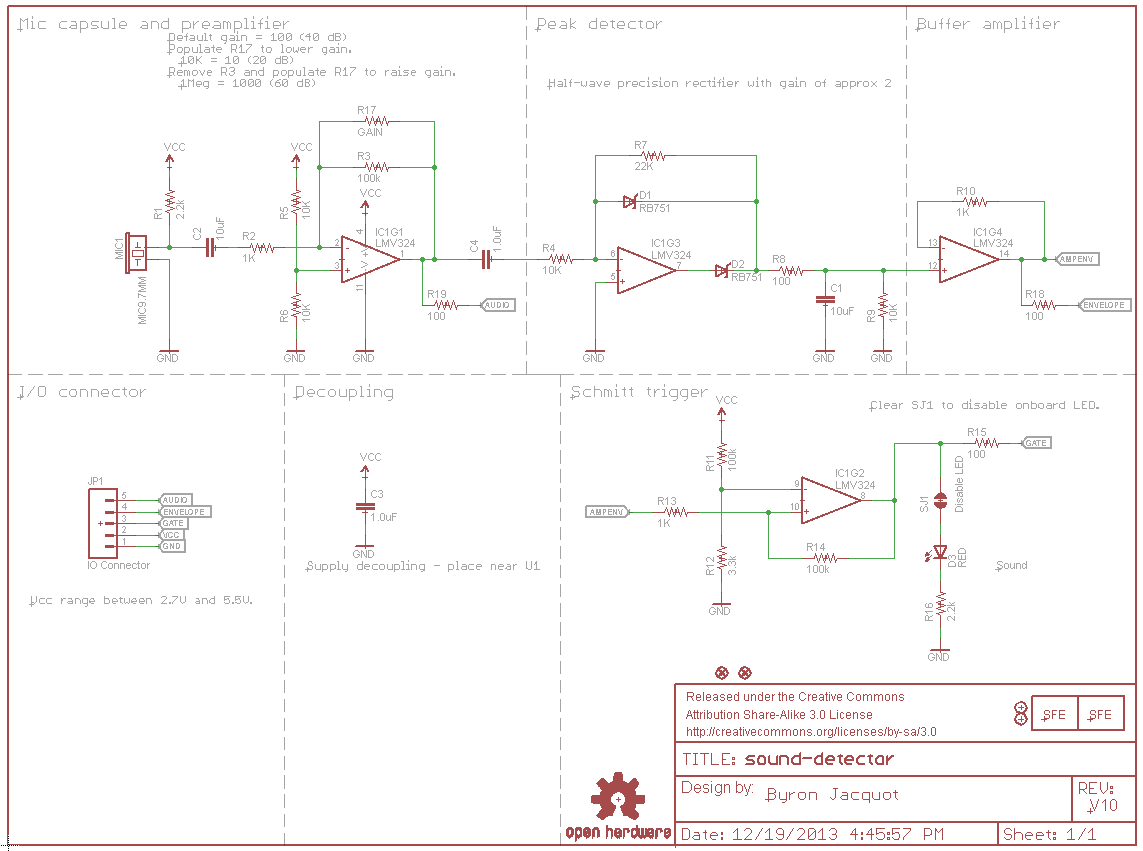 Mic capsule and preamplifier
Default gain = 100 (40 dB)
Populate R17 to lower gain.
10K = 10 (20 dB)
Remove R3 and populate R17 to raise gain.
1Meg = 1000 (60 dB)
R17
GAIN
R3
100k
VCC
VCC
VCC
R1
2.2k
R5
10K
C2
10uF
R2
1K
MIC1
MIC9.7MM
R6
10K
2
3
4
11
1
V+
V-
IC1G1
LMV324
C4
1.0uF
R19
100
AUDIO
GND
GND
GND
Peak detector
Half-wave precision rectifier with gain of approx 2
R7
22K
D1
RB751
R4
10K
6
5
7
IC1G3
LMV324
D2
RB751
R8
100
C1
10uF
R9
10K
GND
GND
GND
Buffer amplifier
R10
1K
13
12
14
IC1G4
LMV324
AMPENV
R18
100
ENVELOPE
I/O connector
JP1
5
4
3
2
1
AUDIO
ENVELOPE
GATE
VCC
GND
IO Connector
Vcc range between 2.7V and 5.5V.
Decoupling
VCC
C3
1.0uF
GND
Supply decoupling - place near U1
Schmitt trigger
Clear SJ1 to disable onboard LED.
VCC
R11
100k
AMPENV
R13
1K
9
10
8
IC1G2
LMV324
R14
100k
R12
3.3k
GND
R15
100
GATE
SJ1
Disable LED
D3
RED
Sound
R16
2.2k
GND
Released under the Creative Commons
Attribution Share-Alike 3.0 License
http://creativecommons.org/licenses/by-sa/3.0
SFE
SFE
TITLE: sound-detector
Design by: Byron Jacquot
REV:
V10
open hardware
Date: 12/19/2013 4:45:57 PM
Sheet: 1/1